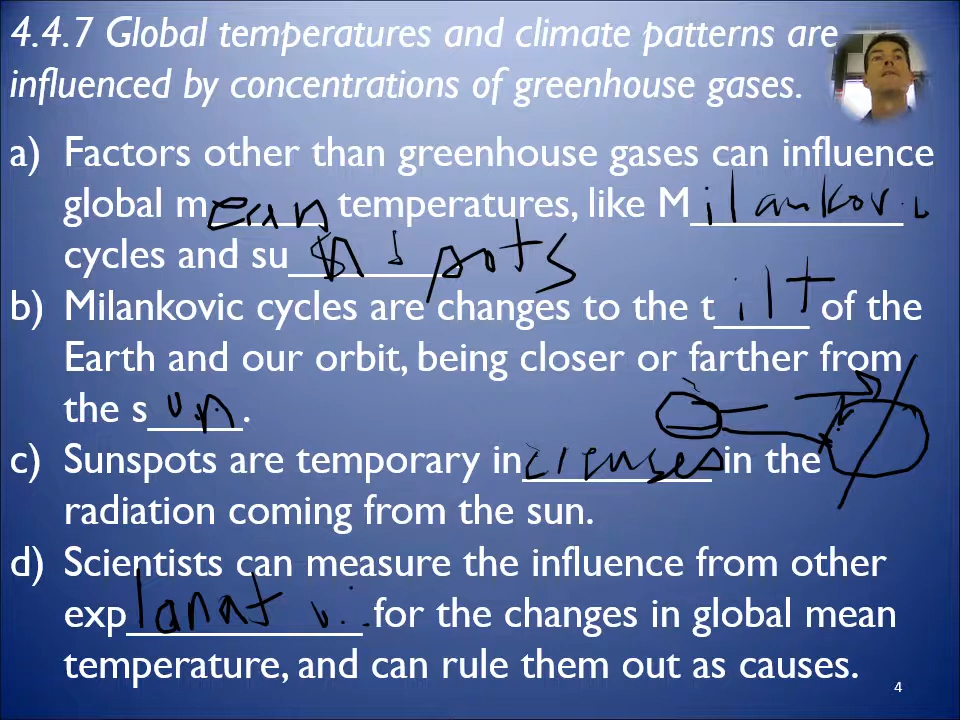 4.4.7 Global temperatures and climate patterns are
influenced by concentrations of greenhouse gases.
a) Factors other than greenhouse gases can influence
global mean temperatures, like Milankovi
cycles and sunspots
b) Milankovic cycles are changes to the tilt of the
Earth and our orbit, being closer or farther from
the sun.
c) Sunspots are temporary increases in the
radiation coming from the sun.
d) Scientists can measure the influence from other
explanati for the changes in global mean
temperature, and can rule them out as causes.
4